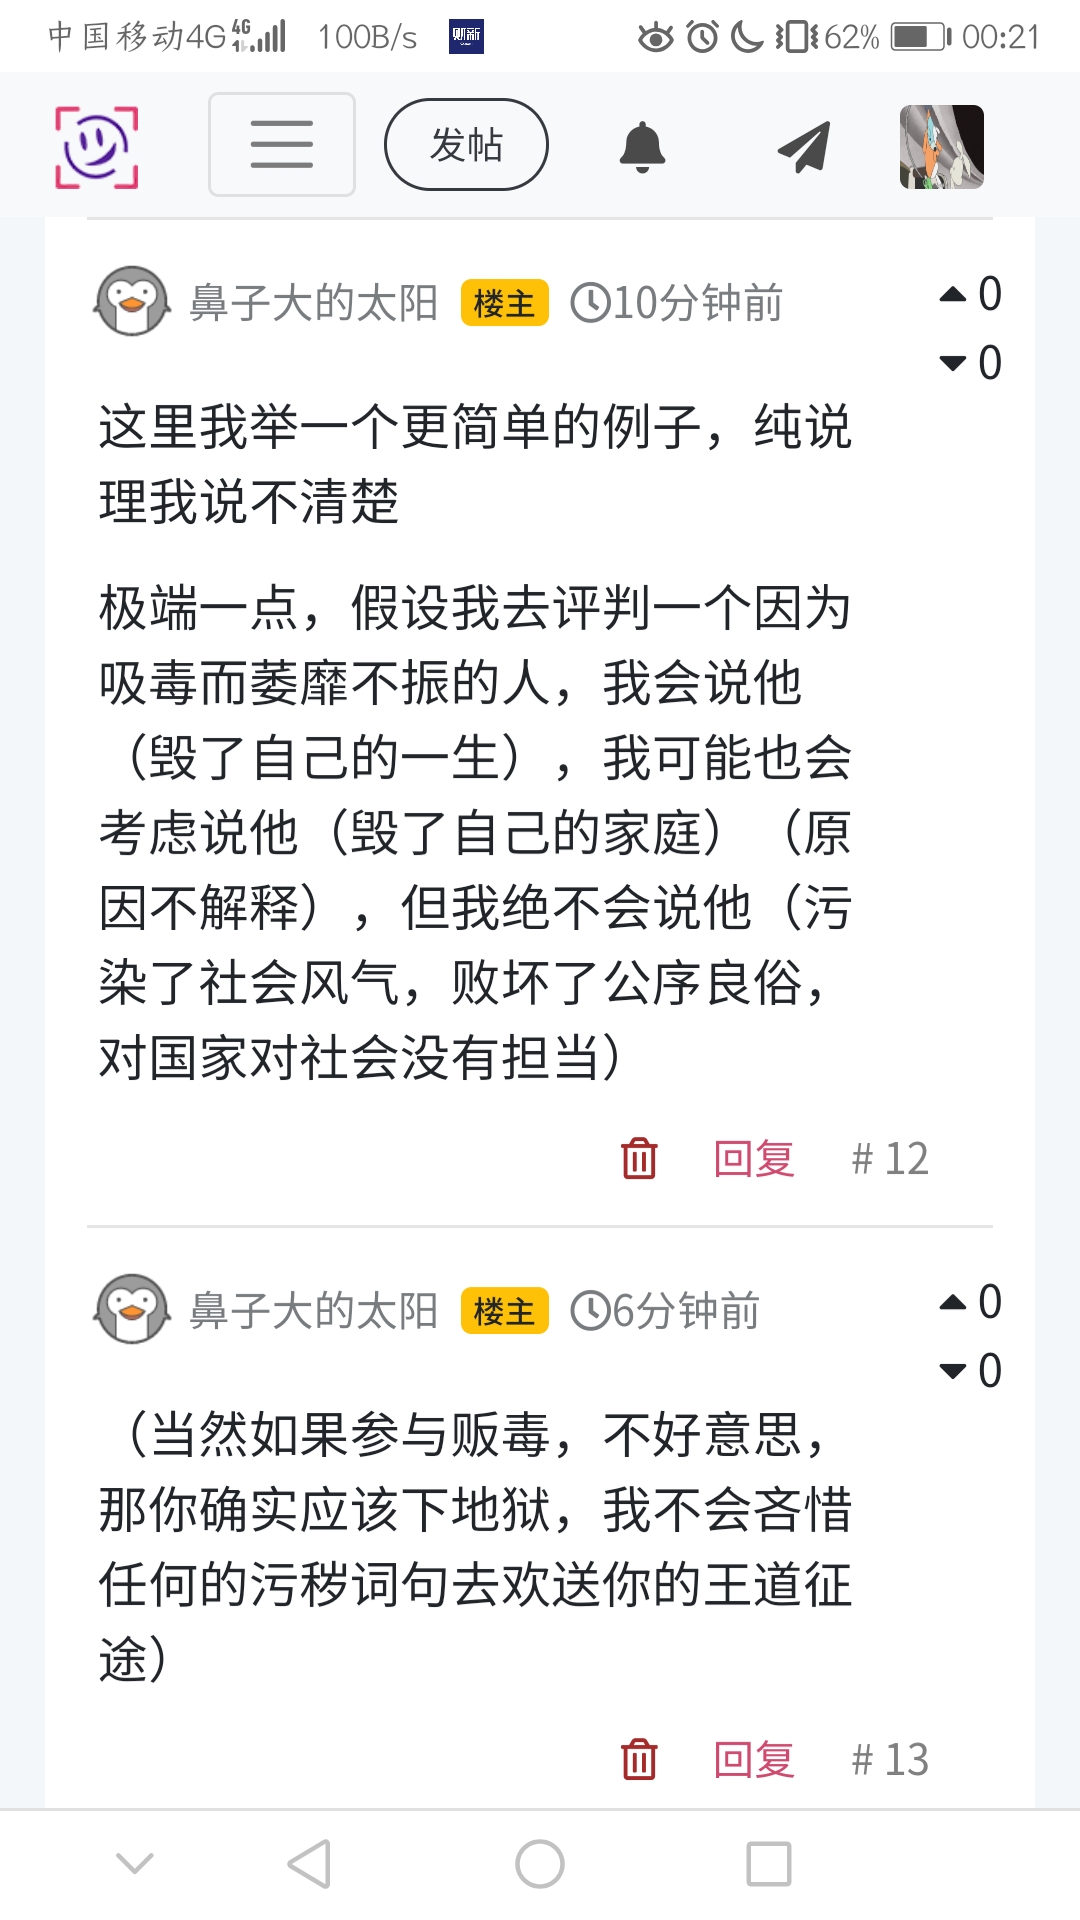 中国移动4G 4G 100B/s 财新 62% 00:21
发帖
鼻子大的太阳 楼主 10分钟前 0
0
这里我举一个更简单的例子，纯说
理我说不清楚
极端一点，假设我去评判一个因为
吸毒而萎靡不振的人，我会说他
（毁了自己的一生），我可能也会
考虑说他（毁了自己的家庭）（原
因不解释），但我绝不会说他（污
染了社会风气，败坏了公序良俗，
对国家对社会没有担当）
回复 # 12
鼻子大的太阳 楼主 6分钟前 0
0
（当然如果参与贩毒，不好意思，
那你确实应该下地狱，我不会吝惜
任何的污秽词句去欢送你的王道征
途）
回复 # 13